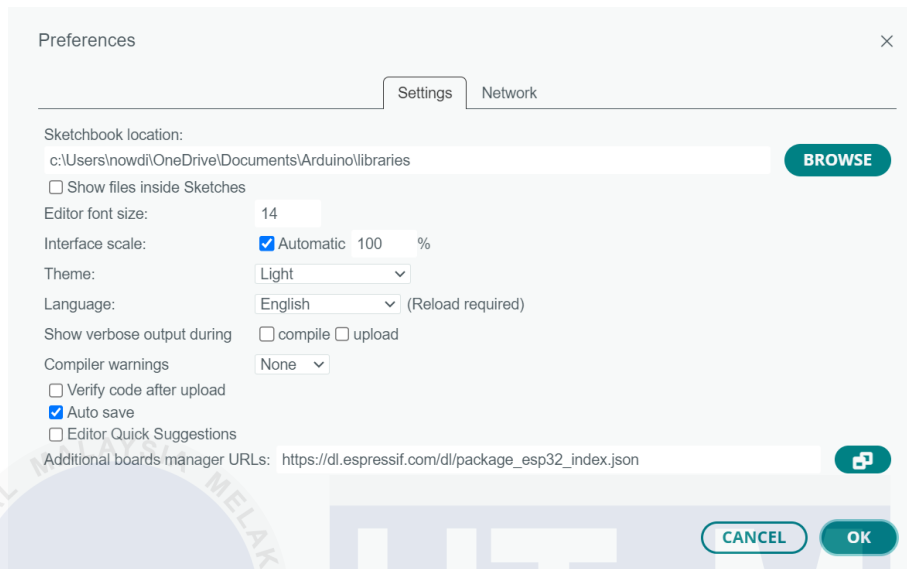 Preferences
Settings Network
Sketchbook location:
c:\Users\nowdi\OneDrive\Documents\Arduino\libraries BROWSE
Show files inside Sketches
Editor font size: 14
Interface scale: Automatic 100 %
Theme: Light
Language: English (Reload required)
Show verbose output during compile upload
Compiler warnings None
Verify code after upload
Auto save
Editor Quick Suggestions
Additional boards manager URLs: https://dl.espressif.com/dl/package_esp32_index.json
CANCEL OK
MALAYSIA